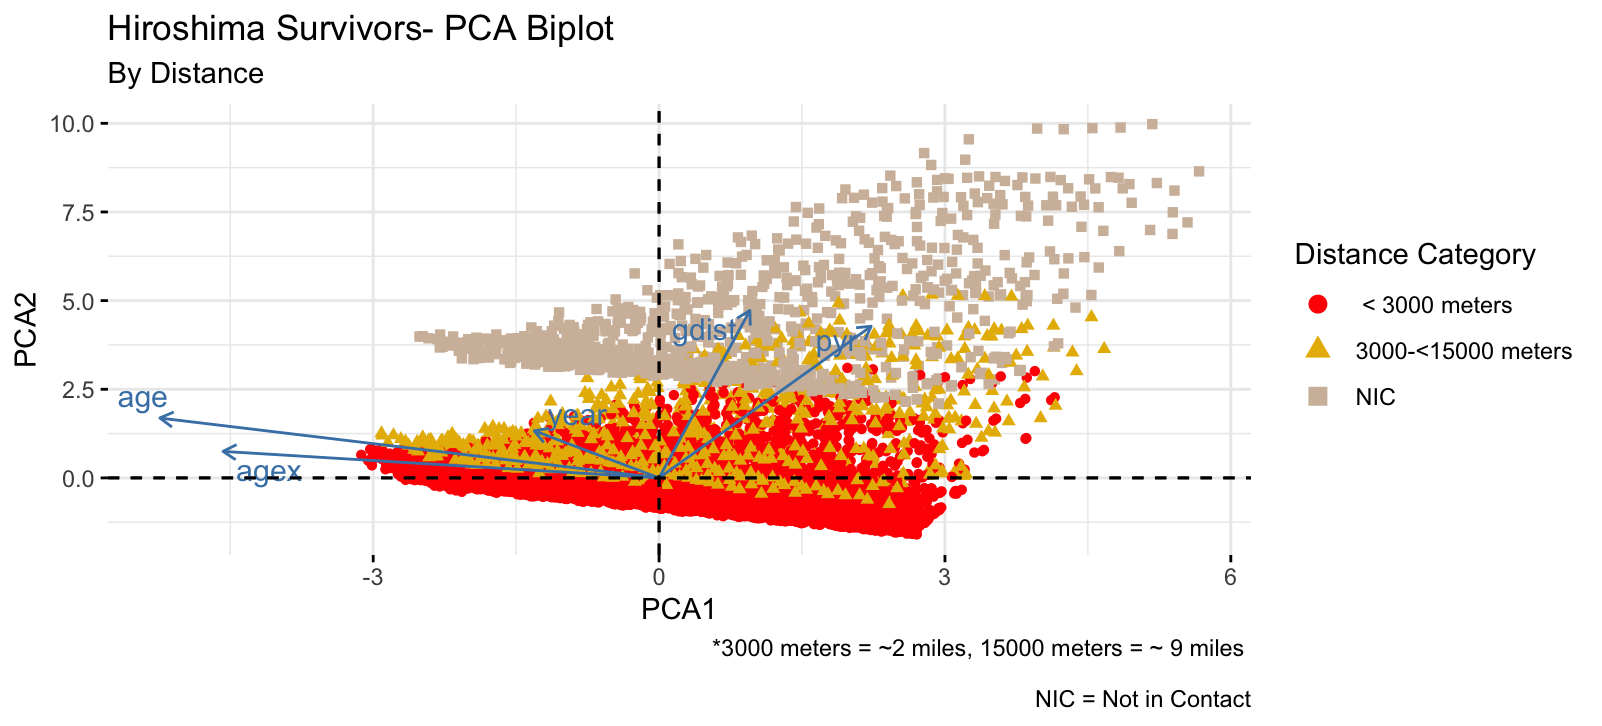 Hiroshima Survivors- PCA Biplot
By Distance
10.0
7.5
5.0
2.5
0.0
PCA2
age
agex
year
gdist
pyr
-3
0
3
6
PCA1
Distance Category
< 3000 meters
3000-<15000 meters
NIC
*3000 meters = ~2 miles, 15000 meters = ~ 9 miles
NIC = Not in Contact